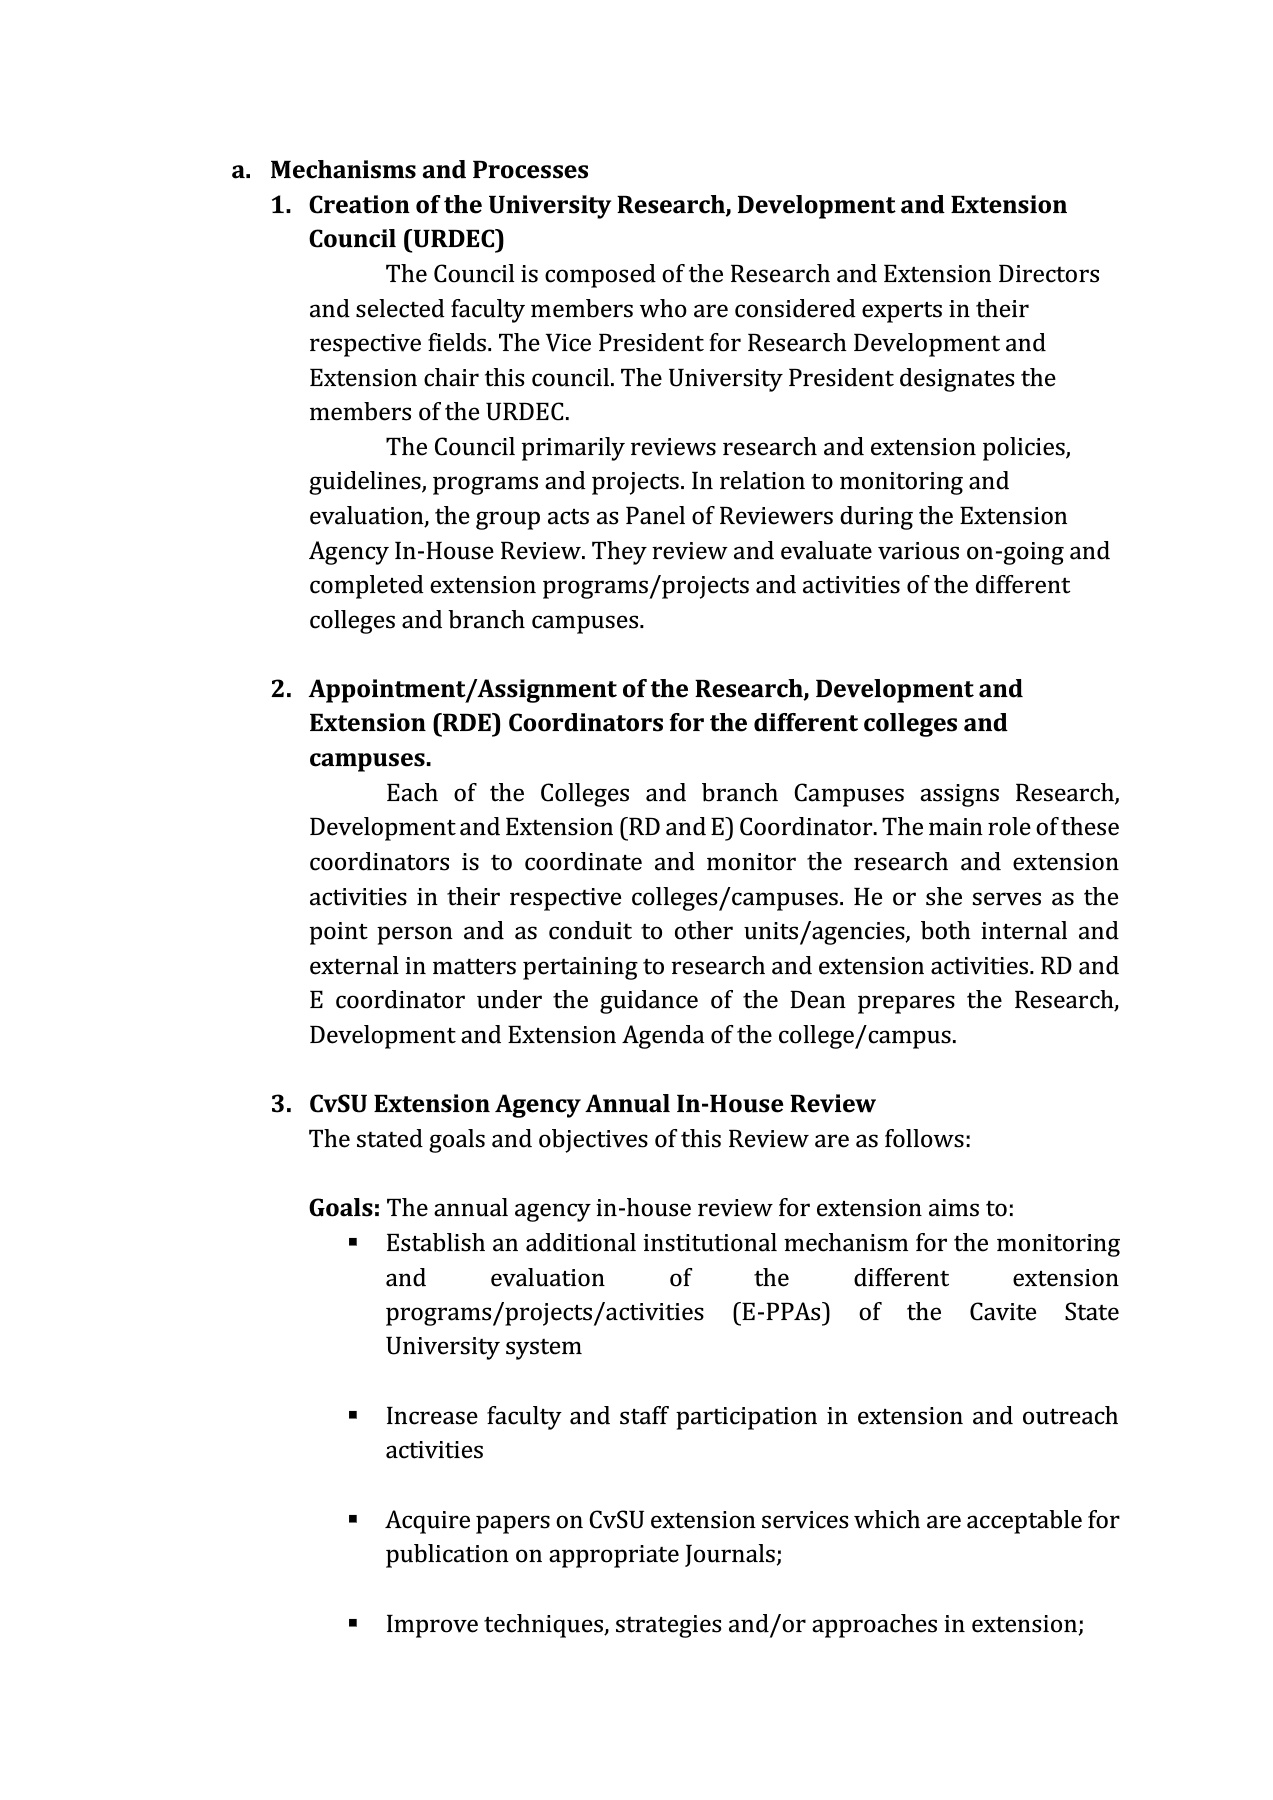 a. Mechanisms and Processes
1. Creation of the University Research, Development and Extension
Council (URDEC)
The Council is composed of the Research and Extension Directors
and selected faculty members who are considered experts in their
respective fields. The Vice President for Research Development and
Extension chair this council. The University President designates the
members of the URDEC.
The Council primarily reviews research and extension policies,
guidelines, programs and projects. In relation to monitoring and
evaluation, the group acts as Panel of Reviewers during the Extension
Agency In-House Review. They review and evaluate various on-going and
completed extension programs/projects and activities of the different
colleges and branch campuses.
2. Appointment/Assignment of the Research, Development and
Extension (RDE) Coordinators for the different colleges and
campuses.
Each of the Colleges and branch Campuses assigns Research,
Development and Extension (RD and E) Coordinator. The main role of these
coordinators is to coordinate and monitor the research and extension
activities in their respective colleges/campuses. He or she serves as the
point person and as conduit to other units/agencies, both internal and
external in matters pertaining to research and extension activities. RD and
E coordinator under the guidance of the Dean prepares the Research,
Development and Extension Agenda of the college/campus.
3. CvSU Extension Agency Annual In-House Review
The stated goals and objectives of this Review are as follows:
Goals: The annual agency in-house review for extension aims to:
▪ Establish an additional institutional mechanism for the monitoring
and evaluation of the different extension
programs/projects/activities (E-PPAs) of the Cavite State
University system
▪ Increase faculty and staff participation in extension and outreach
activities
▪ Acquire papers on CvSU extension services which are acceptable for
publication on appropriate Journals;
▪ Improve techniques, strategies and/or approaches in extension;